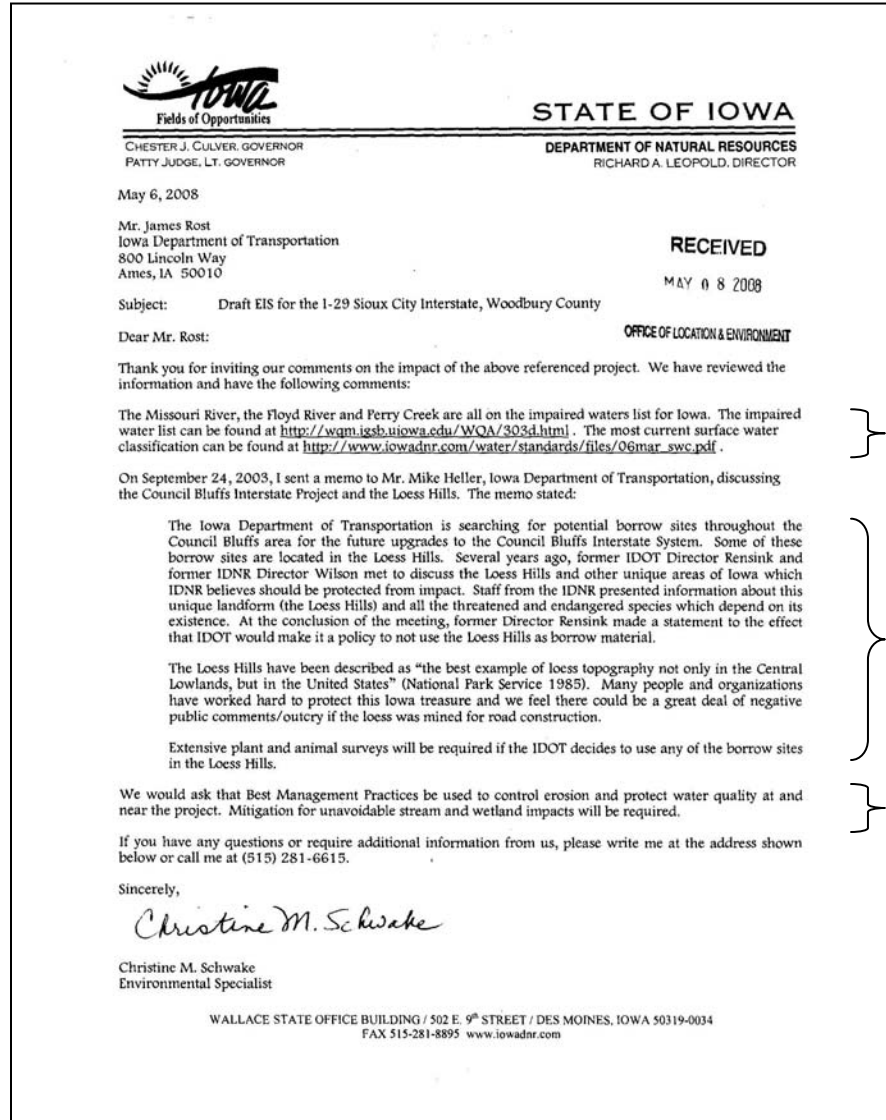 Iowa
Fields of Opportunities
STATE OF IOWA
CHESTER J. CULVER, GOVERNOR
PATTY JUDGE, LT. GOVERNOR
DEPARTMENT OF NATURAL RESOURCES
RICHARD A. LEOPOLD, DIRECTOR
May 6, 2008
Mr. James Rost
Iowa Department of Transportation
800 Lincoln Way
Ames, IA 50010
RECEIVED
MAY 08 2008
Subject: Draft EIS for the I-29 Sioux City Interstate, Woodbury County
Dear Mr. Rost:
OFFICE OF LOCATION & ENVIRONMENT
Thank you for inviting our comments on the impact of the above referenced project. We have reviewed the
information and have the following comments:
The Missouri River, the Floyd River and Perry Creek are all on the impaired waters list for Iowa. The impaired
water list can be found at http://wqm.igsb.uiowa.edu/WQA/303d.html . The most current surface water
classification can be found at http://www.iowadnr.com/water/standards/files/06mar_swc.pdf .
On September 24, 2003, I sent a memo to Mr. Mike Heller, Iowa Department of Transportation, discussing
the Council Bluffs Interstate Project and the Loess Hills. The memo stated:
The Iowa Department of Transportation is searching for potential borrow sites throughout the
Council Bluffs area for the future upgrades to the Council Bluffs Interstate System. Some of these
borrow sites are located in the Loess Hills. Several years ago, former IDOT Director Rensink and
former IDNR Director Wilson met to discuss the Loess Hills and other unique areas of Iowa which
IDNR believes should be protected from impact. Staff from the IDNR presented information about this
unique landform (the Loess Hills) and all the threatened and endangered species which depend on its
existence. At the conclusion of the meeting, former Director Rensink made a statement to the effect
that IDOT would make it a policy to not use the Loess Hills as borrow material.
The Loess Hills have been described as “the best example of loess topography not only in the Central
Lowlands, but in the United States” (National Park Service 1985). Many people and organizations
have worked hard to protect this Iowa treasure and we feel there could be a great deal of negative
public comments/outcry if the loess was mined for road construction.
Extensive plant and animal surveys will be required if the IDOT decides to use any of the borrow sites
in the Loess Hills.
We would ask that Best Management Practices be used to control erosion and protect water quality at and
near the project. Mitigation for unavoidable stream and wetland impacts will be required.
If you have any questions or require additional information from us, please write me at the address shown
below or call me at (515) 281-6615.
Sincerely,
Christine M. Schwake
Christine M. Schwake
Environmental Specialist
WALLACE STATE OFFICE BUILDING / 502 E. 9th STREET / DES MOINES, IOWA 50319-0034
FAX 515-281-8895 www.iowadnr.com